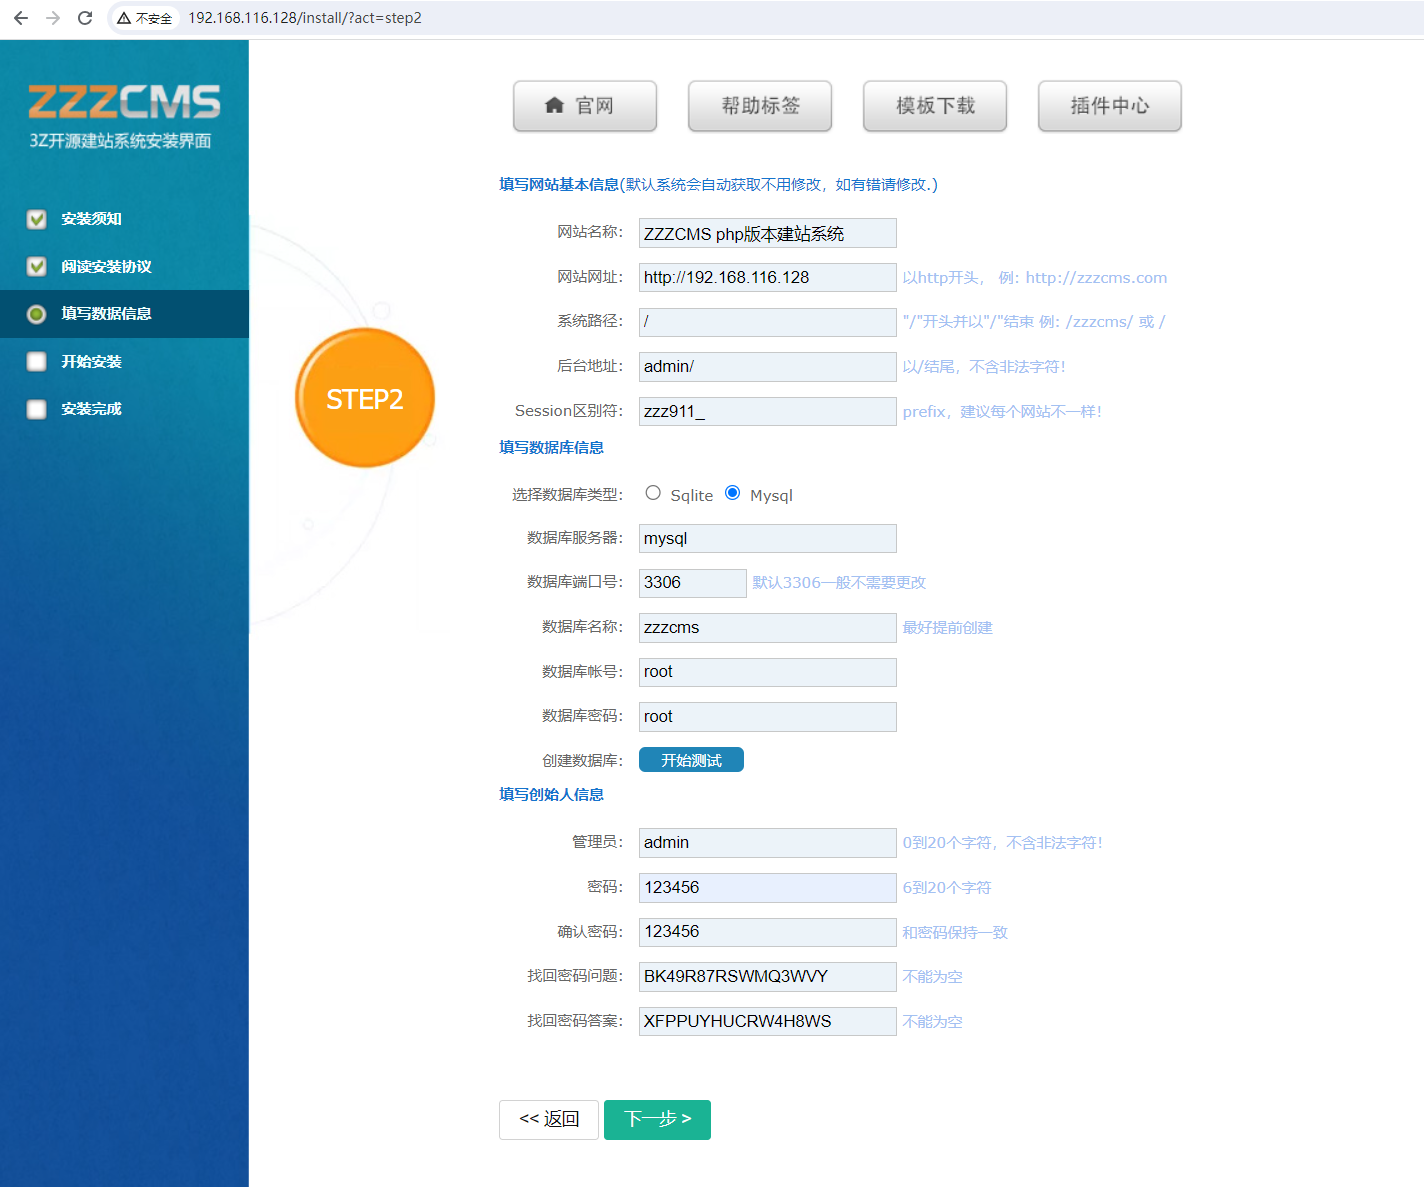 不安全 192.168.116.128/install/?act=step2
ZZZCMS
3Z开源建站系统安装界面
安装须知
阅读安装协议
填写数据信息
开始安装
安装完成
STEP2
官网 帮助标签 模板下载 插件中心
填写网站基本信息(默认系统会自动获取不用修改，如有错请修改.)
网站名称： ZZZCMS php版本建站系统
网站网址： http://192.168.116.128 以http开头， 例：http://zzzcms.com
系统路径： / "/"开头并以"/"结束 例：/zzzcms/ 或 /
后台地址： admin/ 以/结尾，不含非法字符！
Session区别符： zzz911_ prefix，建议每个网站不一样！
填写数据库信息
选择数据库类型： Sqlite Mysql
数据库服务器： mysql
数据库端口号： 3306 默认3306一般不需要更改
数据库名称： zzzcms 最好提前创建
数据库帐号： root
数据库密码： root
创建数据库： 开始测试
填写创始人信息
管理员： admin 0到20个字符，不含非法字符！
密码： 123456 6到20个字符
确认密码： 123456 和密码保持一致
找回密码问题： BK49R87RSWMQ3WVY 不能为空
找回密码答案： XFPPUYHUCRW4H8WS 不能为空
<< 返回 下一步 >